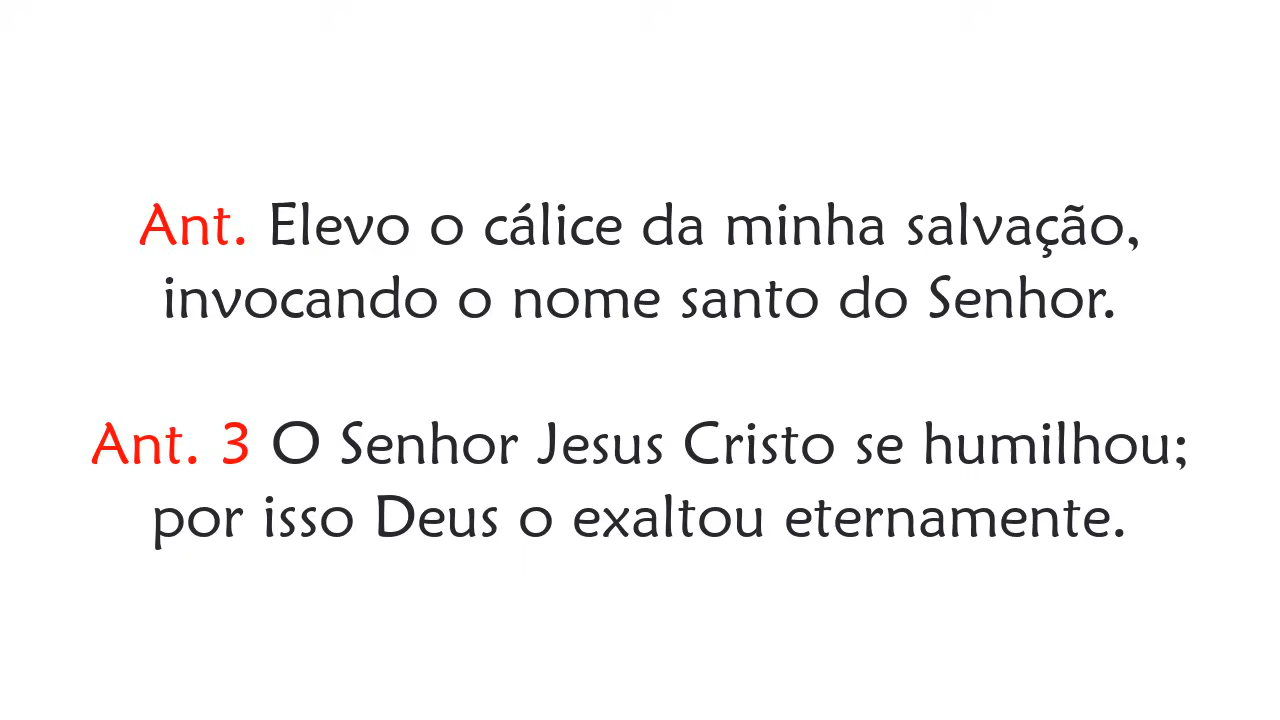 Ant. Elevo o cálice da minha salvação,
invocando o nome santo do Senhor.
Ant. 3 O Senhor Jesus Cristo se humilhou;
por isso Deus o exaltou eternamente.